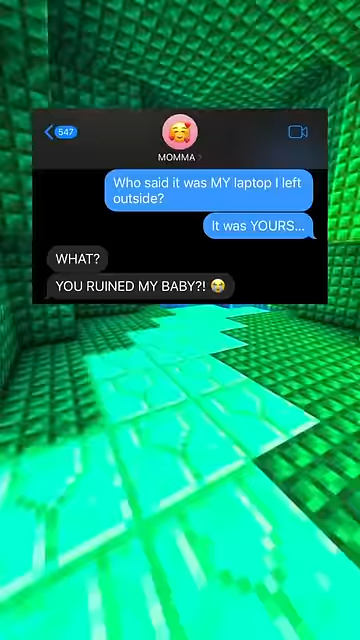 547
MOMMA
Who said it was MY laptop I left
outside?
It was YOURS...
WHAT?
YOU RUINED MY BABY?! 😭